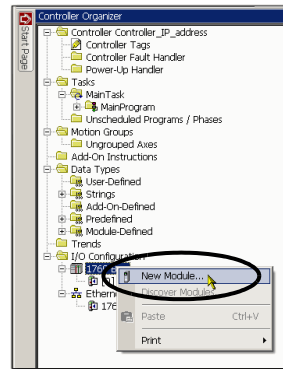 Controller Organizer
Start Page
Controller Controller_IP_address
Controller Tags
Controller Fault Handler
Power-Up Handler
Tasks
MainTask
MainProgram
Unscheduled Programs / Phases
Motion Groups
Ungrouped Axes
Add-On Instructions
Data Types
User-Defined
Strings
Add-On-Defined
Predefined
Module-Defined
Trends
I/O Configuration
176
New Module...
[0]
Discover Modules
Ethern
176
Paste Ctrl+V
Print